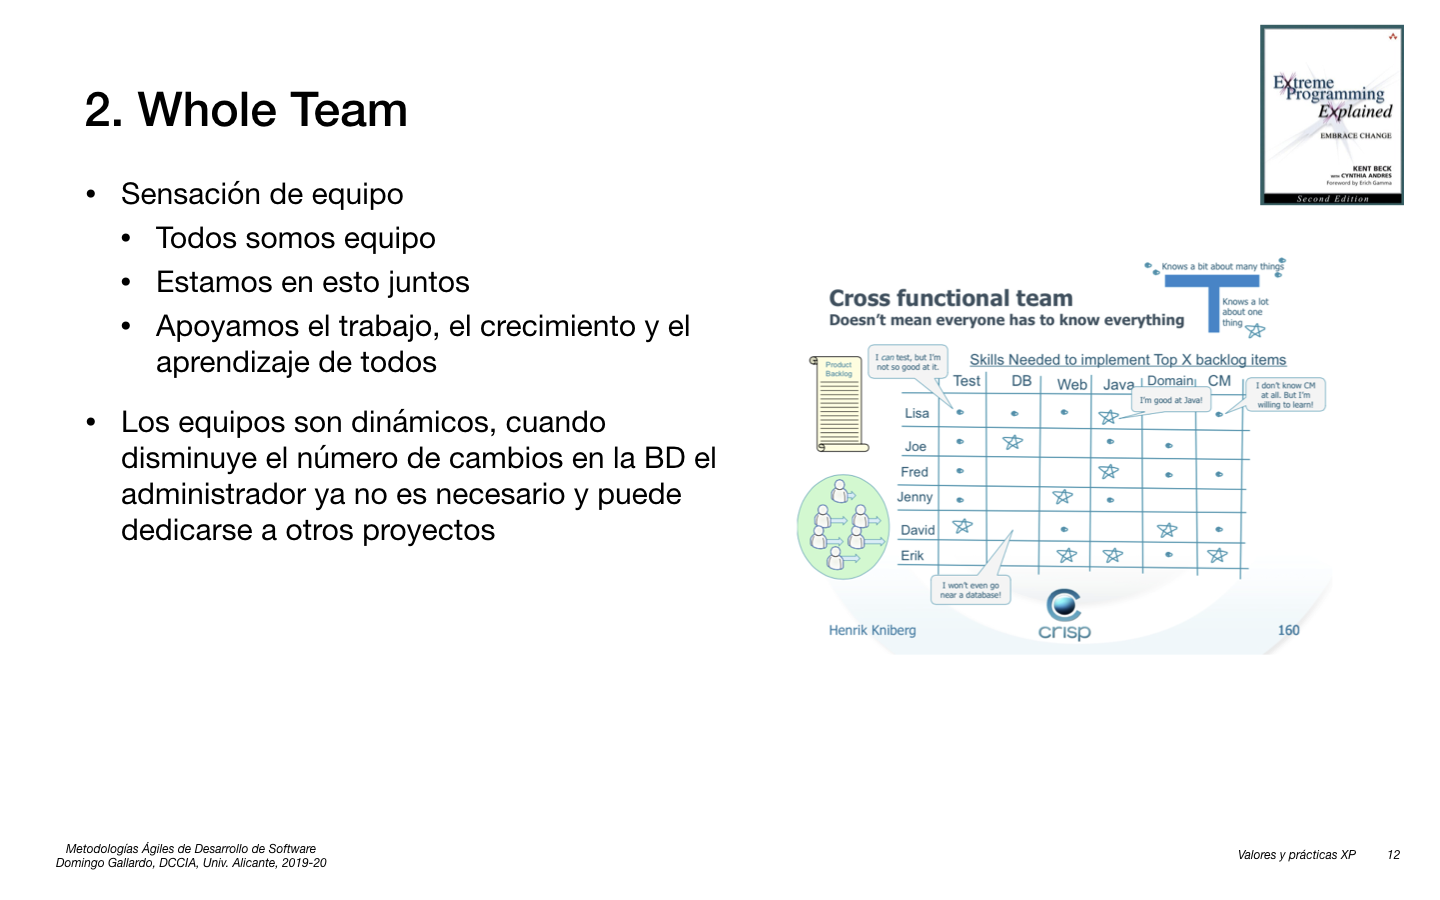 2. Whole Team
• Sensación de equipo
• Todos somos equipo
• Estamos en esto juntos
• Apoyamos el trabajo, el crecimiento y el
aprendizaje de todos
• Los equipos son dinámicos, cuando
disminuye el número de cambios en la BD el
administrador ya no es necesario y puede
dedicarse a otros proyectos
Extreme
Programming
Explained
EMBRACE CHANGE
KENT BECK
WITH CYNTHIA ANDRES
Foreword by Erich Gamma
Second Edition
Knows a bit about many things
Knows a lot
about one
thing
Cross functional team
Doesn't mean everyone has to know everything
Product
Backlog
I can test, but I'm
not so good at it.
Skills Needed to implement Top X backlog items
Test DB Web Java Domain CM
I'm good at Java!
I don't know CM
at all. But I'm
willing to learn!
Lisa
Joe
Fred
Jenny
David
Erik
I won't even go
near a database!
Henrik Kniberg
crisp
160
Metodologías Ágiles de Desarrollo de Software
Domingo Gallardo, DCCIA, Univ. Alicante, 2019-20
Valores y prácticas XP 12